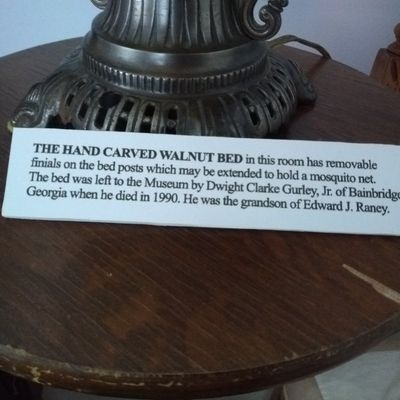 THE HAND CARVED WALNUT BED in this room has removable
finials on the bed posts which may be extended to hold a mosquito net.
The bed was left to the Museum by Dwight Clarke Gurley, Jr. of Bainbridge
Georgia when he died in 1990. He was the grandson of Edward J. Raney.